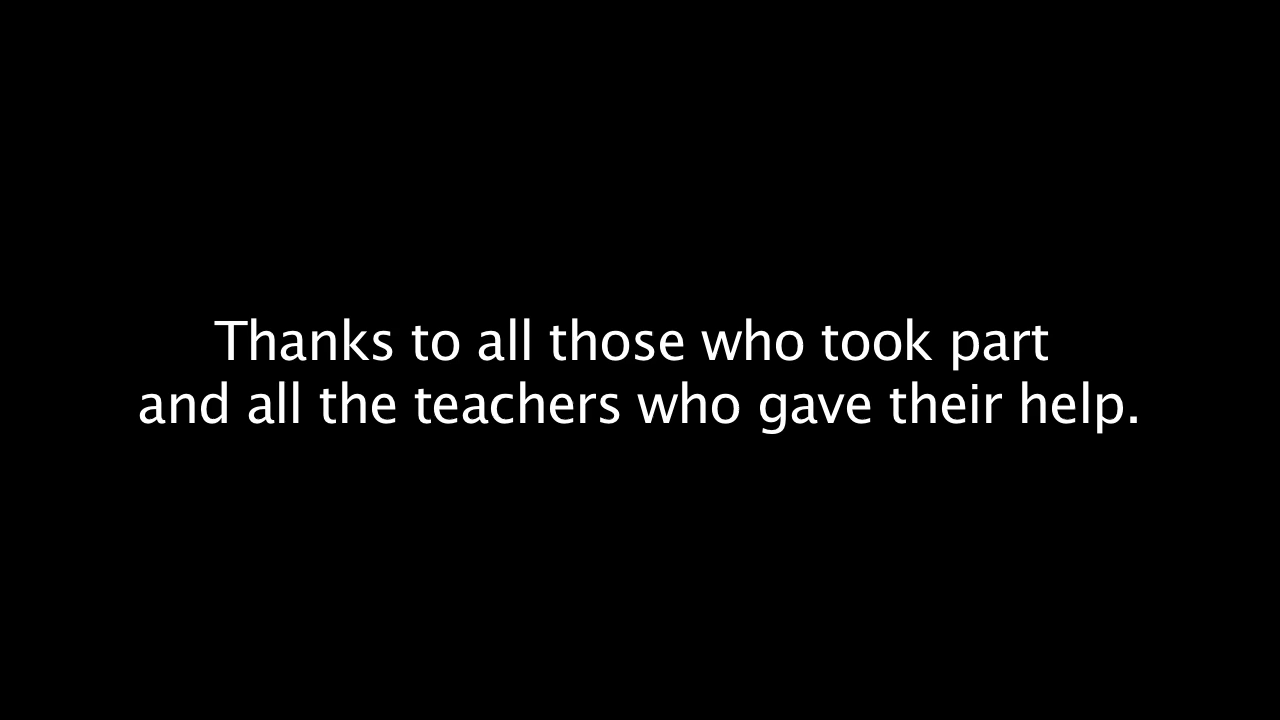 Thanks to all those who took part
and all the teachers who gave their help.